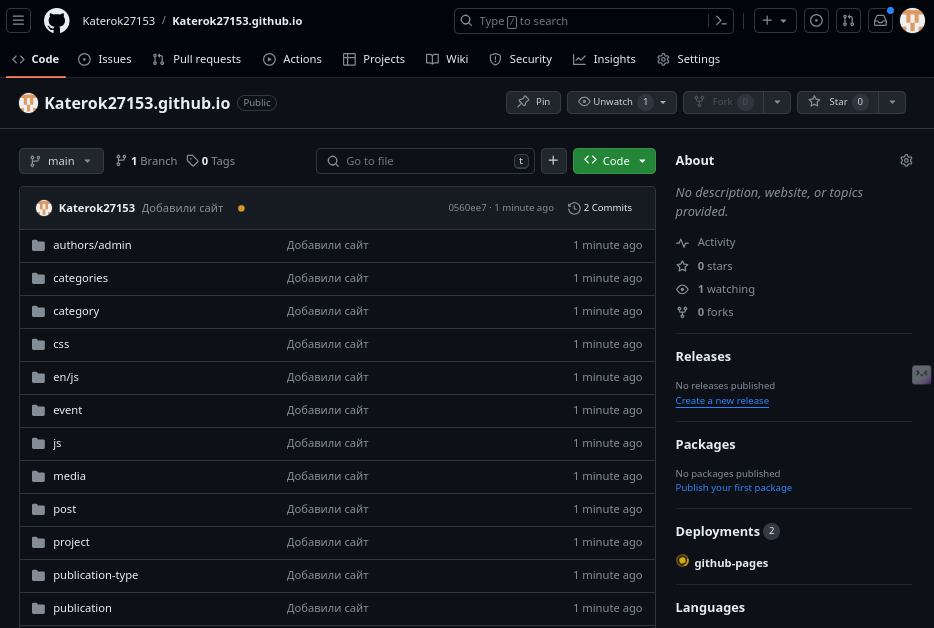 Katerok27153 / Katerok27153.github.io
Type / to search
Code Issues Pull requests Actions Projects Wiki Security Insights Settings
Katerok27153.github.io Public
Pin Unwatch 1 Fork 0 Star 0
main 1 Branch 0 Tags Go to file t + Code
Katerok27153 Добавили сайт 0560ee7 · 1 minute ago 2 Commits
authors/admin Добавили сайт 1 minute ago
categories Добавили сайт 1 minute ago
category Добавили сайт 1 minute ago
css Добавили сайт 1 minute ago
en/js Добавили сайт 1 minute ago
event Добавили сайт 1 minute ago
js Добавили сайт 1 minute ago
media Добавили сайт 1 minute ago
post Добавили сайт 1 minute ago
project Добавили сайт 1 minute ago
publication-type Добавили сайт 1 minute ago
publication Добавили сайт 1 minute ago
About
No description, website, or topics
provided.
Activity
0 stars
1 watching
0 forks
Releases
No releases published
Create a new release
Packages
No packages published
Publish your first package
Deployments 2
github-pages
Languages